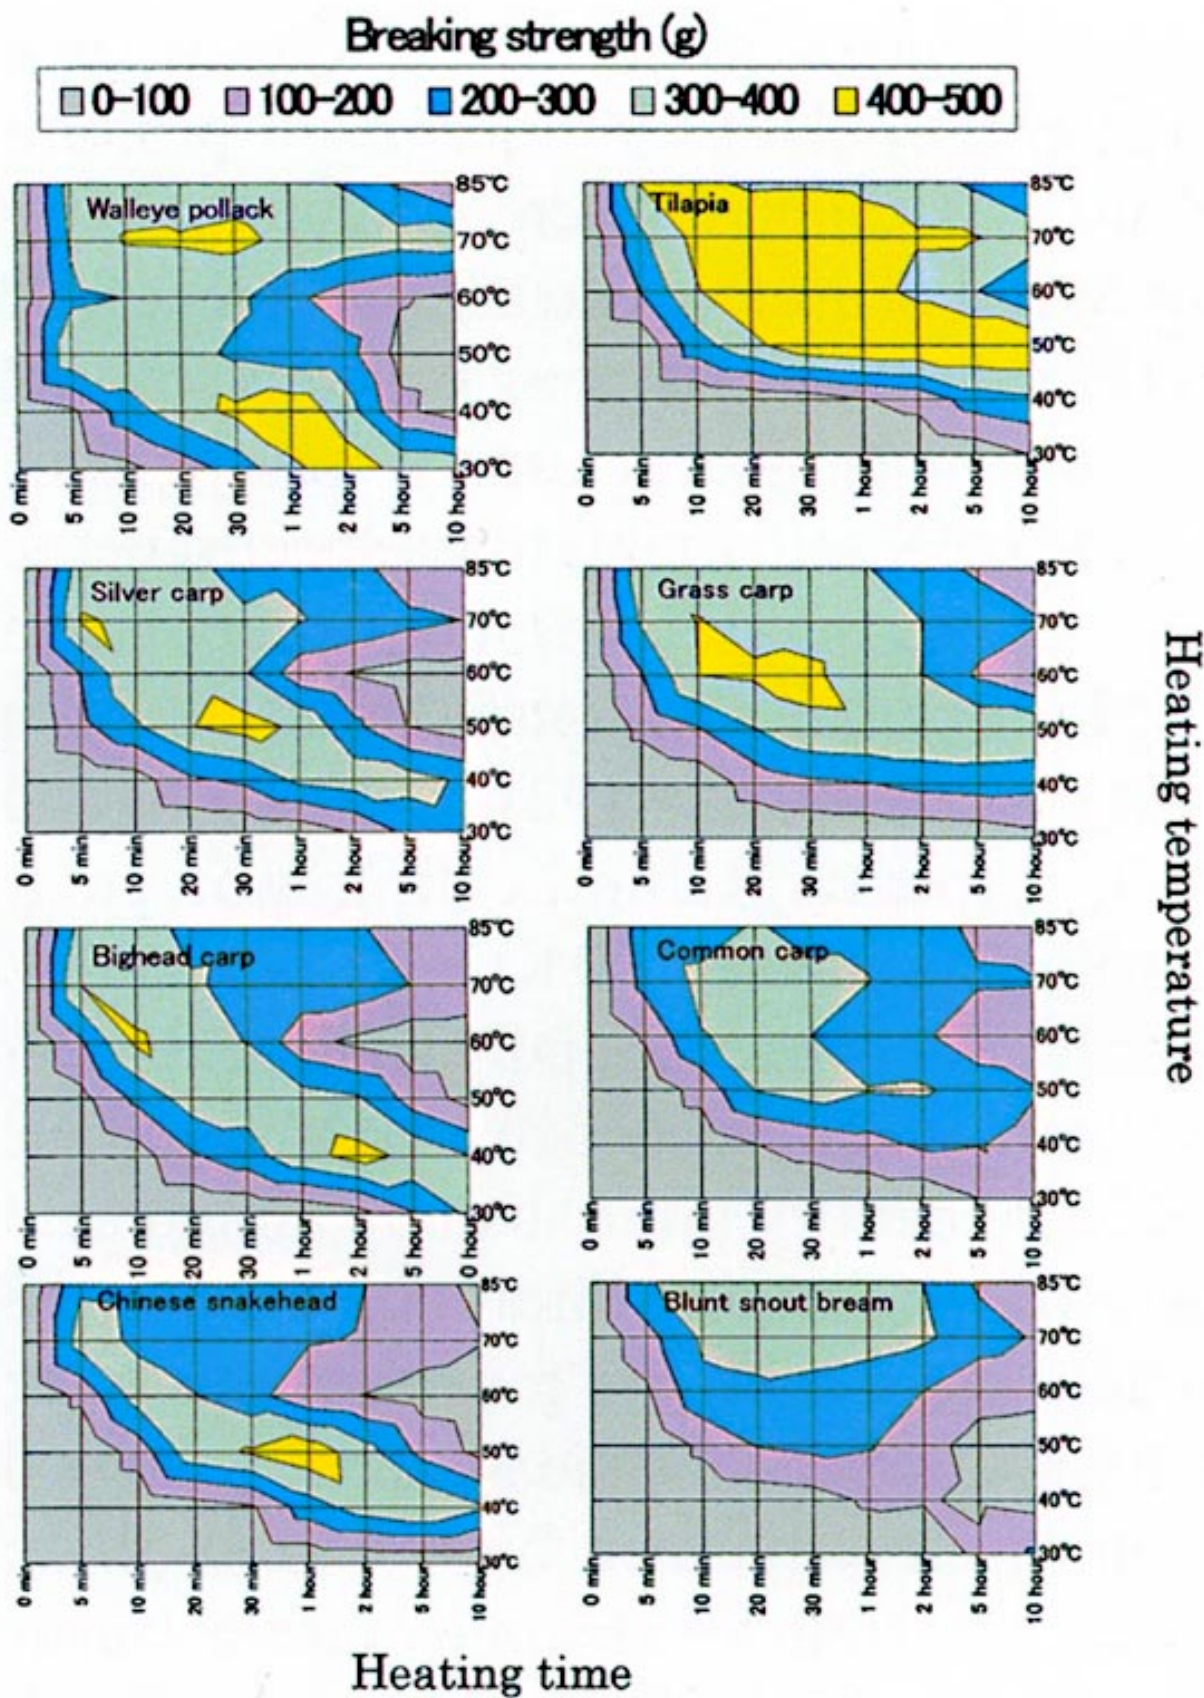 Breaking strength (g)
0-100 100-200 200-300 300-400 400-500
Walleye pollack
85°C
70°C
60°C
50°C
40°C
30°C
0 min
5 min
10 min
20 min
30 min
1 hour
2 hour
5 hour
10 hour
Tilapia
85°C
70°C
60°C
50°C
40°C
30°C
0 min
5 min
10 min
20 min
30 min
1 hour
2 hour
5 hour
10 hour
Silver carp
85°C
70°C
60°C
50°C
40°C
30°C
0 min
5 min
10 min
20 min
30 min
1 hour
2 hour
5 hour
10 hour
Grass carp
85°C
70°C
60°C
50°C
40°C
30°C
0 min
5 min
10 min
20 min
30 min
1 hour
2 hour
5 hour
10 hour
Bighead carp
85°C
70°C
60°C
50°C
40°C
30°C
0 min
5 min
10 min
20 min
30 min
1 hour
2 hour
5 hour
0 hour
Common carp
85°C
70°C
60°C
50°C
40°C
30°C
0 min
5 min
10 min
20 min
30 min
1 hour
2 hour
5 hour
10 hour
Chinese snakehead
85°C
70°C
60°C
50°C
40°C
30°C
0 min
5 min
10 min
20 min
30 min
1 hour
2 hour
5 hour
10 hour
Blunt snout bream
85°C
70°C
60°C
50°C
40°C
30°C
0 min
5 min
10 min
20 min
30 min
1 hour
2 hour
5 hour
10 hour
Heating temperature
Heating time